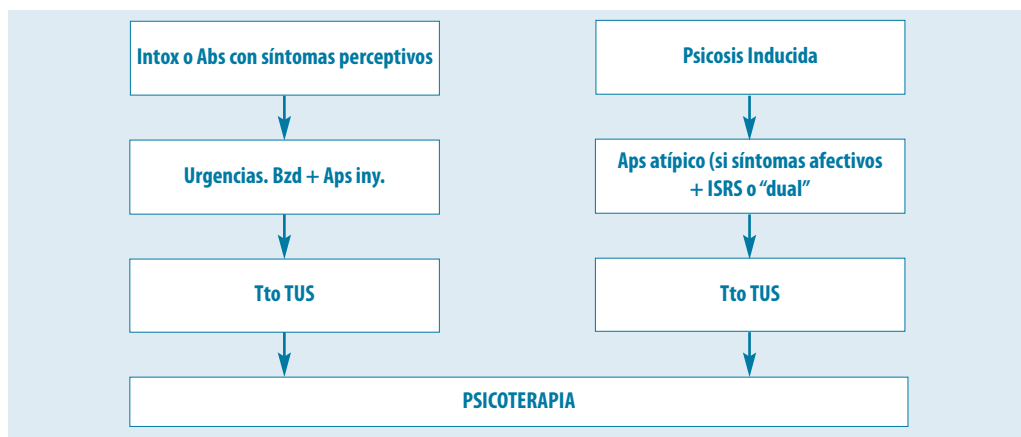 Intox o Abs con síntomas perceptivos
Psicosis Inducida
Urgencias. Bzd + Aps iny.
Aps atípico (si síntomas afectivos
+ ISRS o “dual”
Tto TUS
Tto TUS
PSICOTERAPIA